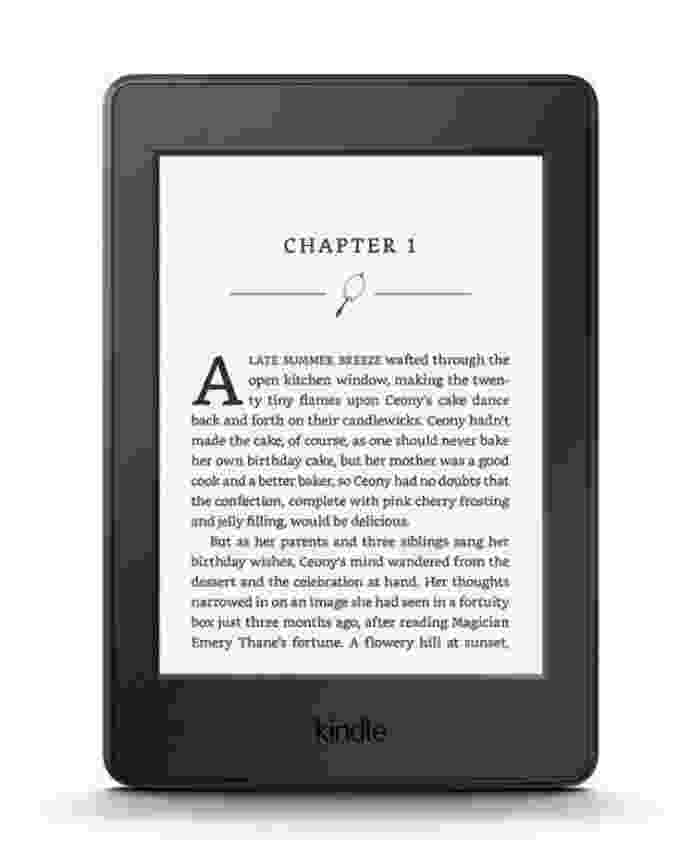 CHAPTER 1
A LATE SUMMER BREEZE wafted through the
open kitchen window, making the twen-
ty tiny flames upon Ceony's cake dance
back and forth on their candlewicks. Ceony hadn't
made the cake, of course, as one should never bake
her own birthday cake, but her mother was a good
cook and a better baker, so Ceony had no doubts that
the confection, complete with pink cherry frosting
and jelly filling, would be delicious.
But as her parents and three siblings sang her
birthday wishes, Ceony's mind wandered from the
dessert and the celebration at hand. Her thoughts
narrowed in on an image she had seen in a fortuity
box just three months ago, after reading Magician
Emery Thane's fortune. A flowery hill at sunset,
kindle